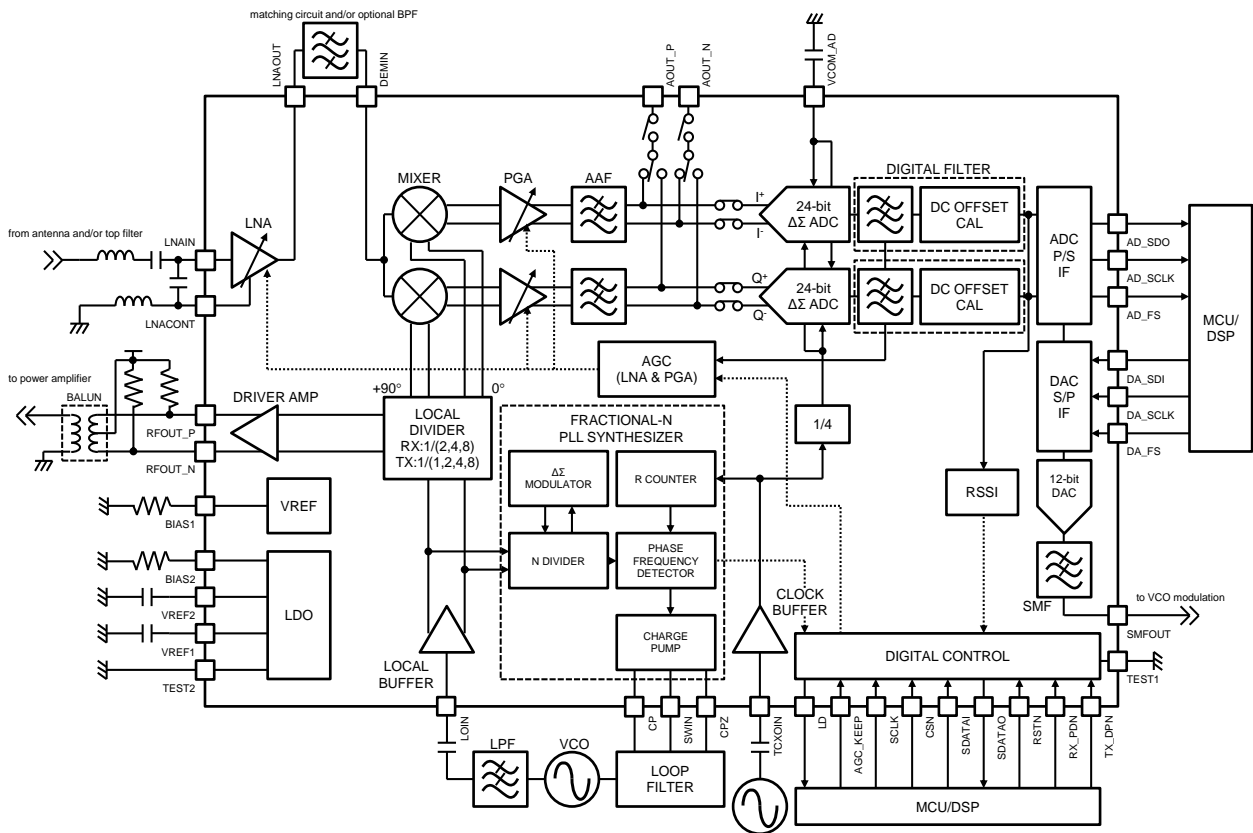 matching circuit and/or optional BPF
LNAOUT
DEMIN
AOUT_P
AOUT_N
VCOM_AD
MIXER
PGA
AAF
DIGITAL FILTER
I+
I-
24-bit
ΔΣ ADC
DC OFFSET
CAL
ADC
P/S
IF
AD_SDO
AD_SCLK
AD_FS
MCU/
DSP
from antenna and/or top filter
LNAIN
LNA
LNACONT
Q+
Q-
24-bit
ΔΣ ADC
DC OFFSET
CAL
AGC
(LNA & PGA)
DAC
S/P
IF
DA_SDI
DA_SCLK
DA_FS
to power amplifier
BALUN
RFOUT_P
RFOUT_N
DRIVER AMP
+90°
0°
LOCAL
DIVIDER
RX:1/(2,4,8)
TX:1/(1,2,4,8)
FRACTIONAL-N
PLL SYNTHESIZER
1/4
ΔΣ
MODULATOR
R COUNTER
RSSI
12-bit
DAC
BIAS1
VREF
N DIVIDER
PHASE
FREQUENCY
DETECTOR
BIAS2
VREF2
VREF1
TEST2
LDO
CLOCK
BUFFER
SMF
to VCO modulation
SMFOUT
CHARGE
PUMP
LOCAL
BUFFER
DIGITAL CONTROL
TEST1
LOIN
CP
SWIN
CPZ
TCXOIN
LD
AGC_KEEP
SCLK
CSN
SDATAI
SDATAO
RSTN
RX_PDN
TX_DPN
LPF
VCO
LOOP
FILTER
MCU/DSP